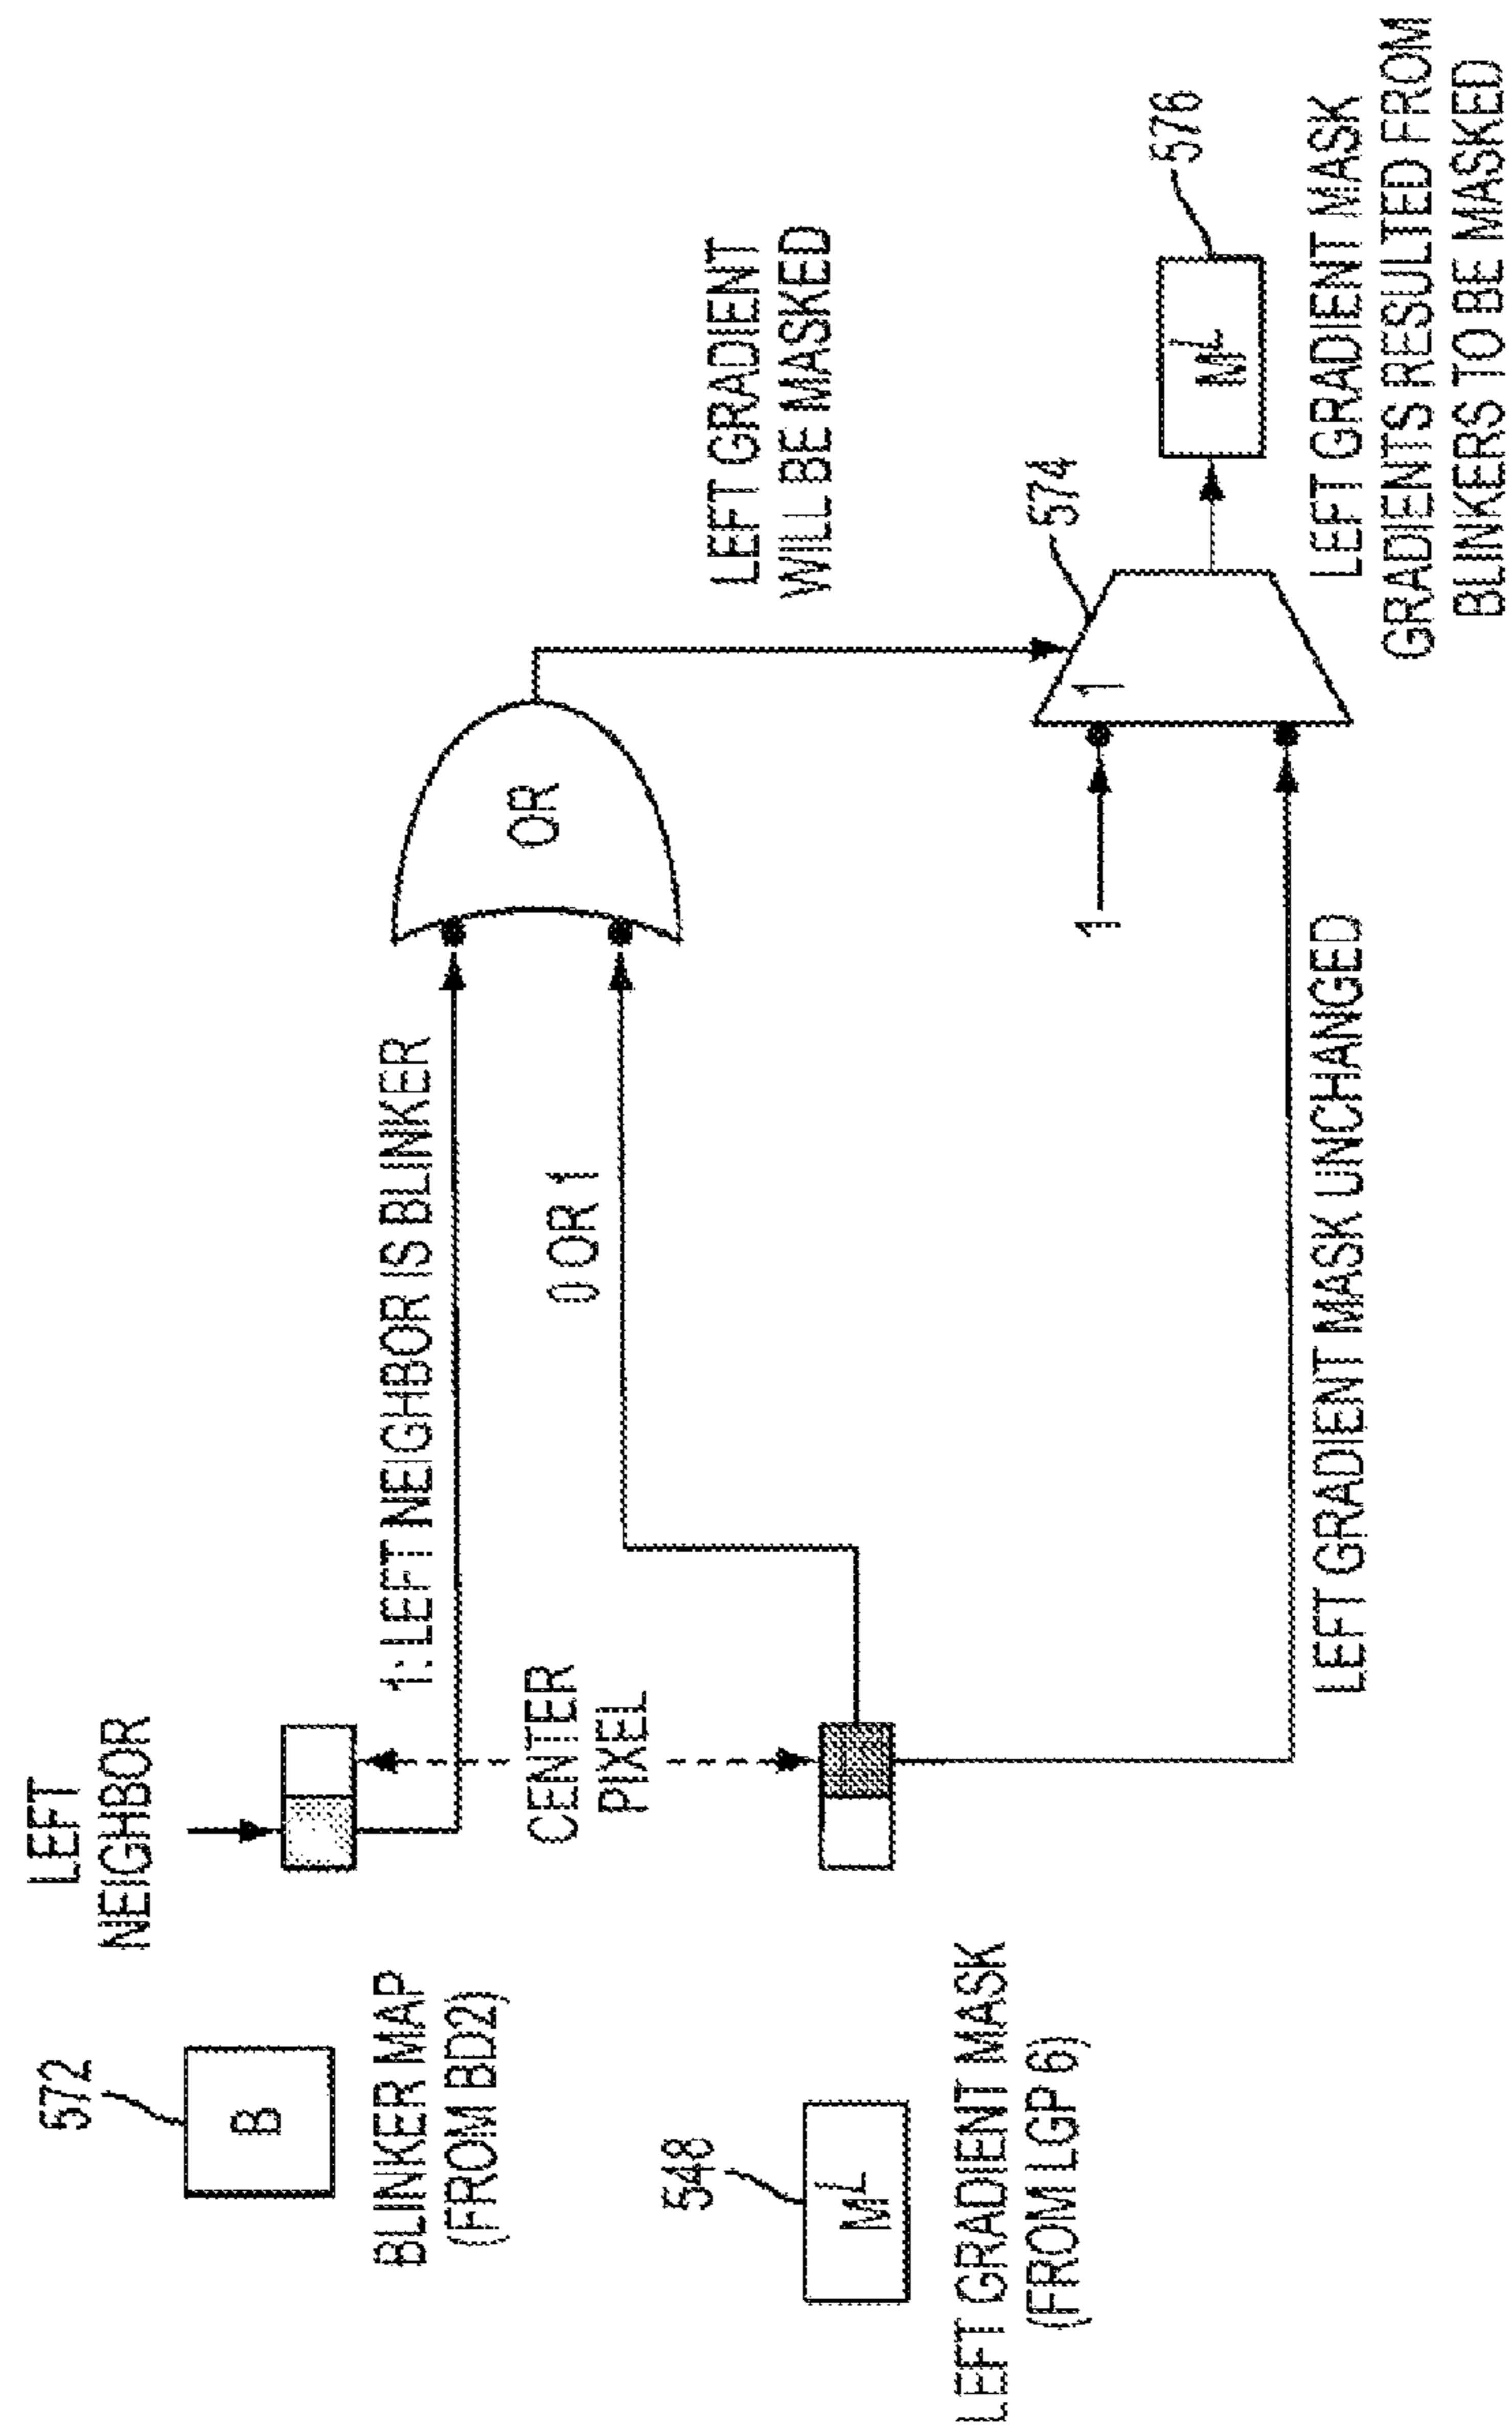 572
B
BLINKER MAP
(FROM BD2)
548
M^L
LEFT GRADIENT MASK
(FROM LGP 6)
LEFT
NEIGHBOR
CENTER
PIXEL
1: LEFT NEIGHBOR IS BLINKER
0 OR 1
LEFT GRADIENT MASK UNCHANGED
OR
LEFT GRADIENT
WILL BE MASKED
1
1
574
M^L
576
LEFT GRADIENT MASK
GRADIENTS RESULTED FROM
BLINKERS TO BE MASKED